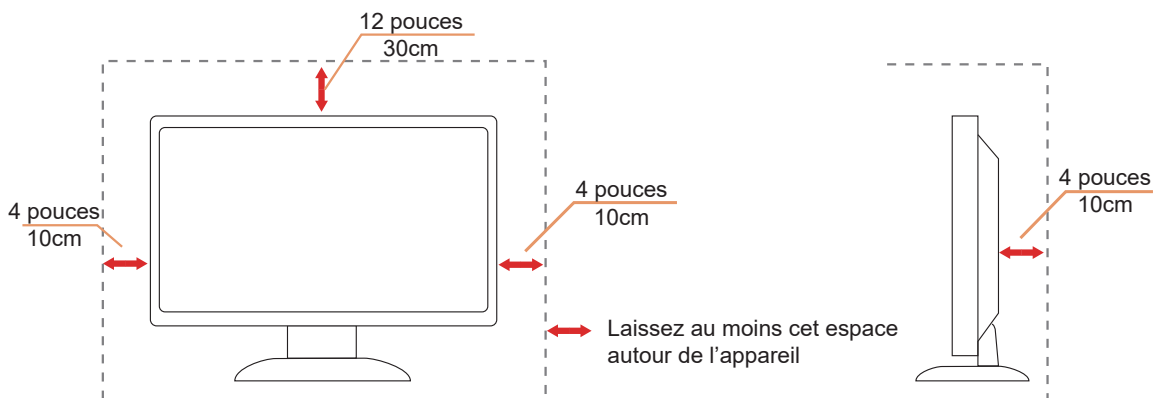 12 pouces
30cm
4 pouces
10cm
4 pouces
10cm
4 pouces
10cm
Laissez au moins cet espace
autour de l’appareil